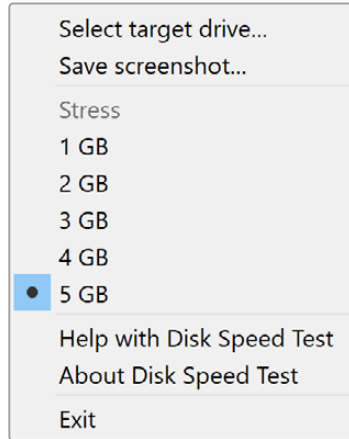 Select target drive...
Save screenshot...
Stress
1 GB
2 GB
3 GB
4 GB
5 GB
Help with Disk Speed Test
About Disk Speed Test
Exit